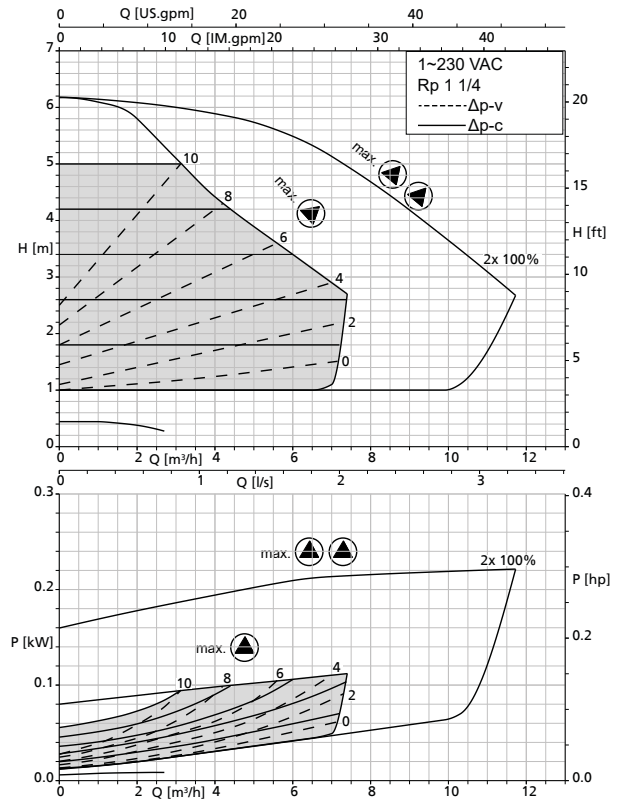 0 Q [US.gpm] 20 40
0 Q [IM.gpm] 20 30 40
7
6
5
4
H [m]
3
2
1
0
1~230 VAC
Rp 1 1/4
Δp-v
Δp-c
20
15
H [ft]
10
5
0
max.
max.
10
8
6
4
2
0
2x 100%
2 Q [m³/h] 4 6 8 10 12
0 1 Q [l/s] 2 3
0.3
0.2
P [kW]
0.1
0.0
0.4
P [hp]
0.2
0.0
max.
2x 100%
max.
10
8
6
4
2
0
0 2 Q [m³/h] 4 6 8 10 12